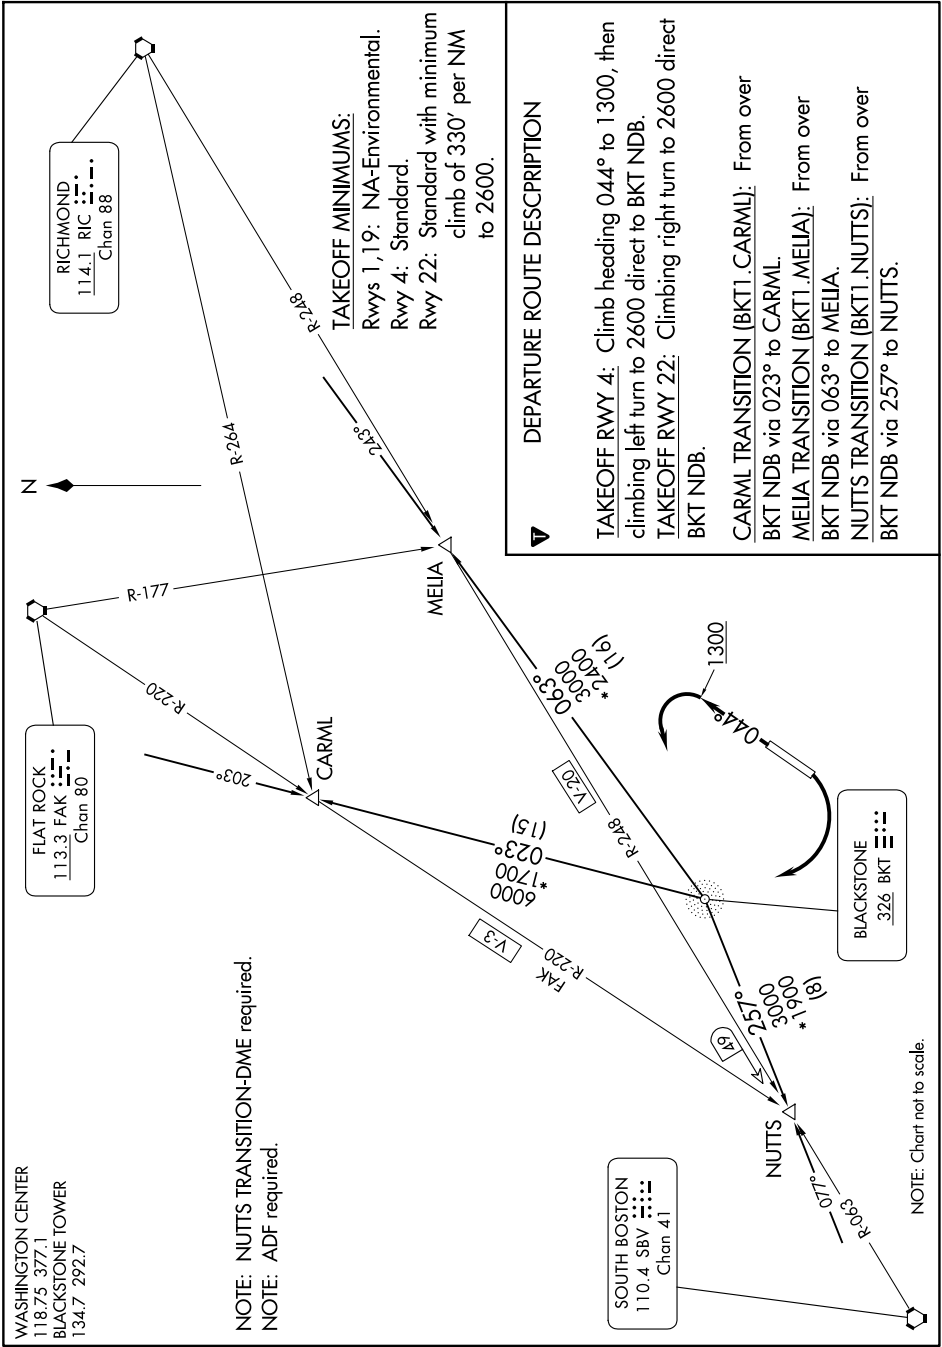 WASHINGTON CENTER
118.75 377.1
BLACKSTONE TOWER
134.7 292.7
FLAT ROCK
113.3 FAK
Chan 80
RICHMOND
114.1 RIC
Chan 88
N
R-177
R-220
R-264
R-248
203°
CARML
243°
MELIA
NOTE: NUTTS TRANSITION-DME required.
NOTE: ADF required.
TAKEOFF MINIMUMS:
Rwys 1,19: NA-Environmental.
Rwy 4: Standard.
Rwy 22: Standard with minimum
climb of 330' per NM
to 2600.
V-3
FAK
R-220
6000
*1700
023°
(15)
V-20
R-248
063°
3000
*2400
(16)
49
257°
3000
*1900
(8)
NUTTS
077°
R-063
SOUTH BOSTON
110.4 SBV
Chan 41
BLACKSTONE
326 BKT
044°
1300
NOTE: Chart not to scale.
T
DEPARTURE ROUTE DESCPRIPTION
TAKEOFF RWY 4: Climb heading 044° to 1300, then
climbing left turn to 2600 direct to BKT NDB.
TAKEOFF RWY 22: Climbing right turn to 2600 direct
BKT NDB.
CARML TRANSITION (BKT1.CARML): From over
BKT NDB via 023° to CARML.
MELIA TRANSITION (BKT1.MELIA): From over
BKT NDB via 063° to MELIA.
NUTTS TRANSITION (BKT1.NUTTS): From over
BKT NDB via 257° to NUTTS.